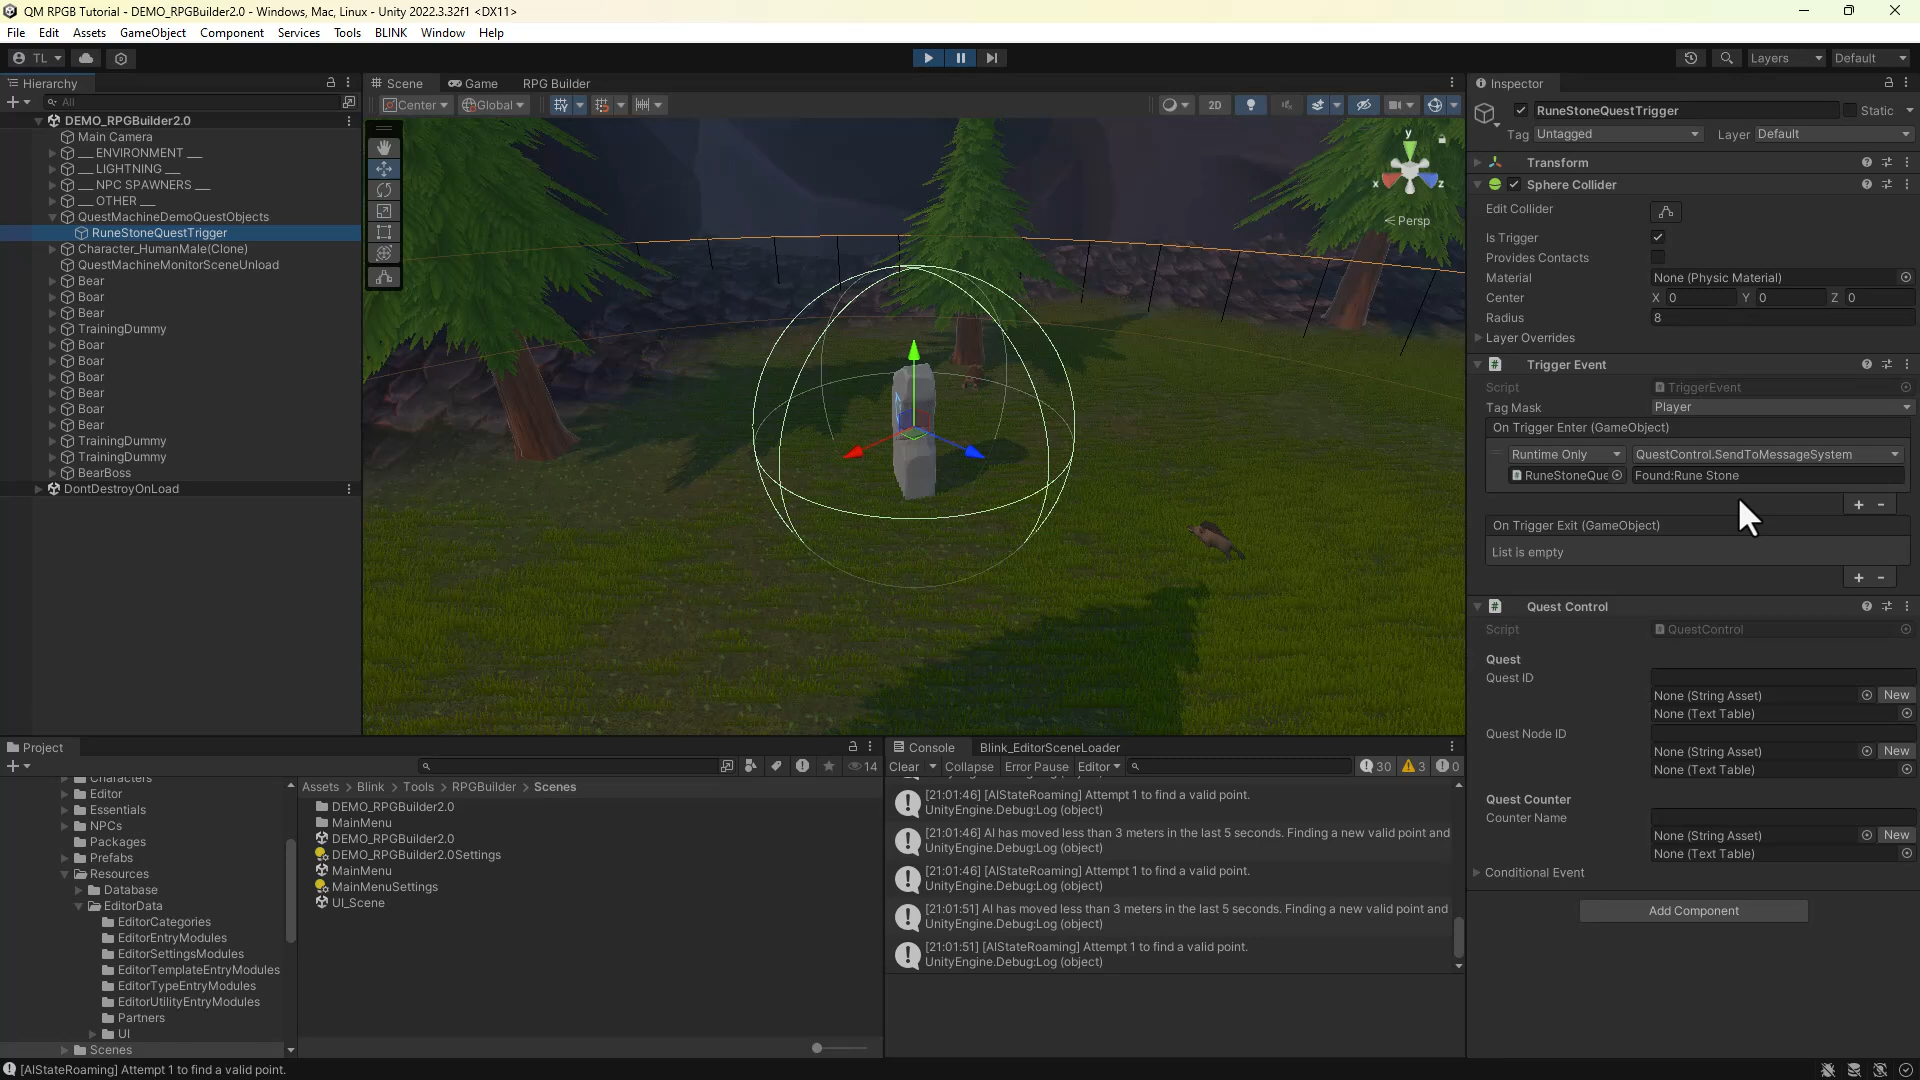 QM RPGB Tutorial - DEMO_RPGBuilder2.0 - Windows, Mac, Linux - Unity 2022.3.32f1 <DX11>
File Edit Assets GameObject Component Services Tools BLINK Window Help
TL
Layers
Default
Hierarchy
All
DEMO_RPGBuilder2.0
Main Camera
___ ENVIRONMENT ___
___ LIGHTNING ___
___ NPC SPAWNERS ___
___ OTHER ___
QuestMachineDemoQuestObjects
RuneStoneQuestTrigger
Character_HumanMale(Clone)
QuestMachineMonitorSceneUnload
Bear
Boar
Bear
TrainingDummy
Boar
Boar
Boar
Bear
Boar
Bear
TrainingDummy
TrainingDummy
BearBoss
DontDestroyOnLoad
Scene Game RPG Builder
Center Global 2D
y
x z
Persp
Inspector
RuneStoneQuestTrigger Static
Tag Untagged Layer Default
Transform
Sphere Collider
Edit Collider
Is Trigger
Provides Contacts
Material None (Physic Material)
Center X 0 Y 0 Z 0
Radius 8
Layer Overrides
Trigger Event
Script TriggerEvent
Tag Mask Player
On Trigger Enter (GameObject)
Runtime Only QuestControl.SendToMessageSystem
RuneStoneQue Found:Rune Stone
+ -
On Trigger Exit (GameObject)
List is empty
+ -
Quest Control
Script QuestControl
Quest
Quest ID
None (String Asset) New
None (Text Table)
Quest Node ID
None (String Asset) New
None (Text Table)
Quest Counter
Counter Name
None (String Asset) New
None (Text Table)
Conditional Event
Add Component
Project
14
Characters
Editor
Essentials
NPCs
Packages
Prefabs
Resources
Database
EditorData
EditorCategories
EditorEntryModules
EditorSettingsModules
EditorTemplateEntryModules
EditorTypeEntryModules
EditorUtilityEntryModules
Partners
UI
Scenes
Assets > Blink > Tools > RPGBuilder > Scenes
DEMO_RPGBuilder2.0
MainMenu
DEMO_RPGBuilder2.0
DEMO_RPGBuilder2.0Settings
MainMenu
MainMenuSettings
UI_Scene
Console Blink_EditorSceneLoader
Clear Collapse Error Pause Editor 30 3 0
[21:01:46] [AIStateRoaming] Attempt 1 to find a valid point.
UnityEngine.Debug:Log (object)
[21:01:46] AI has moved less than 3 meters in the last 5 seconds. Finding a new valid point and
UnityEngine.Debug:Log (object)
[21:01:46] [AIStateRoaming] Attempt 1 to find a valid point.
UnityEngine.Debug:Log (object)
[21:01:51] AI has moved less than 3 meters in the last 5 seconds. Finding a new valid point and
UnityEngine.Debug:Log (object)
[21:01:51] [AIStateRoaming] Attempt 1 to find a valid point.
UnityEngine.Debug:Log (object)
[AIStateRoaming] Attempt 1 to find a valid point.